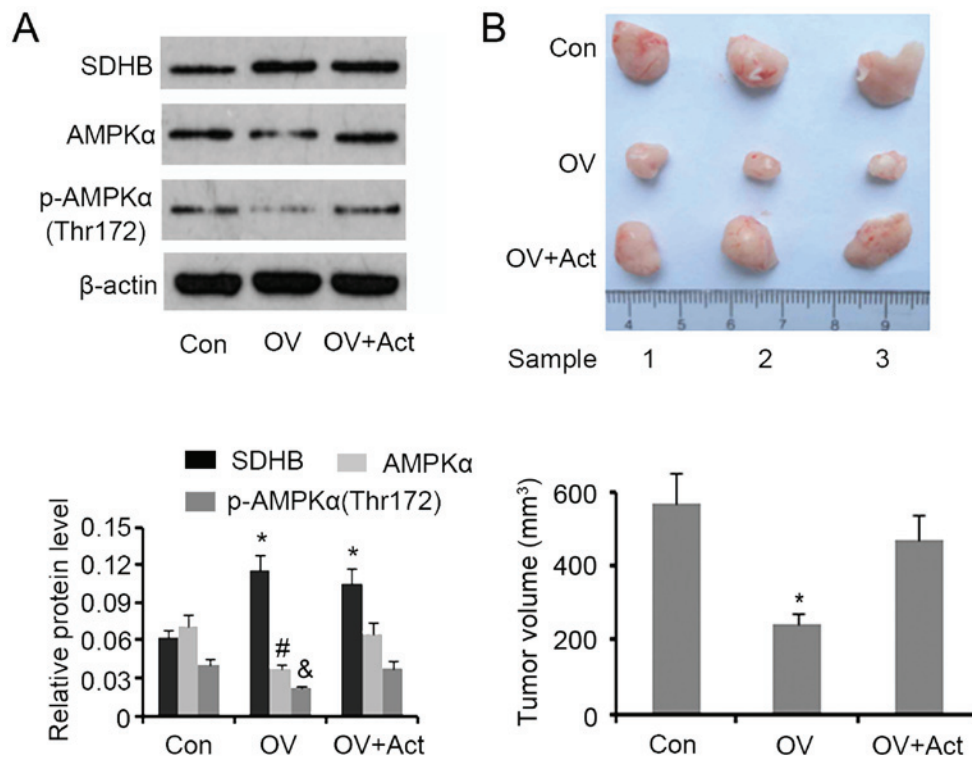 A
SDHB
AMPKα
p-AMPKα
(Thr172)
β-actin
Con OV OV+Act
SDHB AMPKα
p-AMPKα(Thr172)
Relative protein level
0.15
0.12
0.09
0.06
0.03
0
* # & *
Con OV OV+Act
B
Con
OV
OV+Act
4 5 6 7 8 9
Sample 1 2 3
Tumor volume (mm³)
600
400
200
0
*
Con OV OV+Act